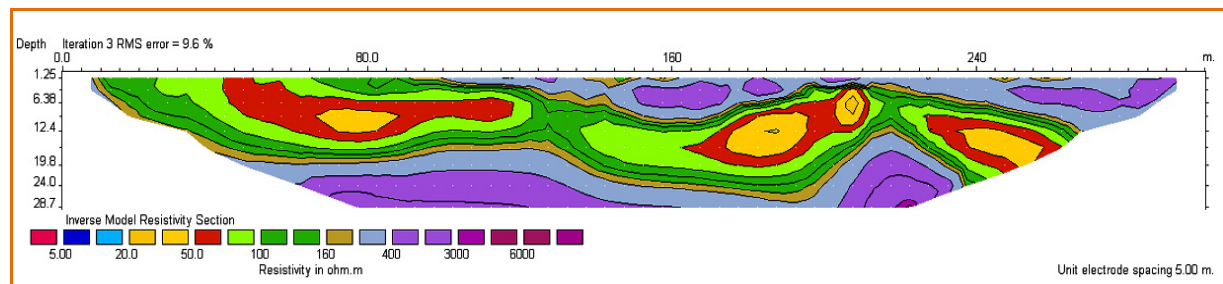 Depth Iteration 3 RMS error = 9.6 %
0.0 80.0 160 240 m.
1.25
6.38
12.4
19.8
24.0
28.7
Inverse Model Resistivity Section
5.00 20.0 50.0 100 160 400 3000 6000
Resistivity in ohm.m Unit electrode spacing 5.00 m.